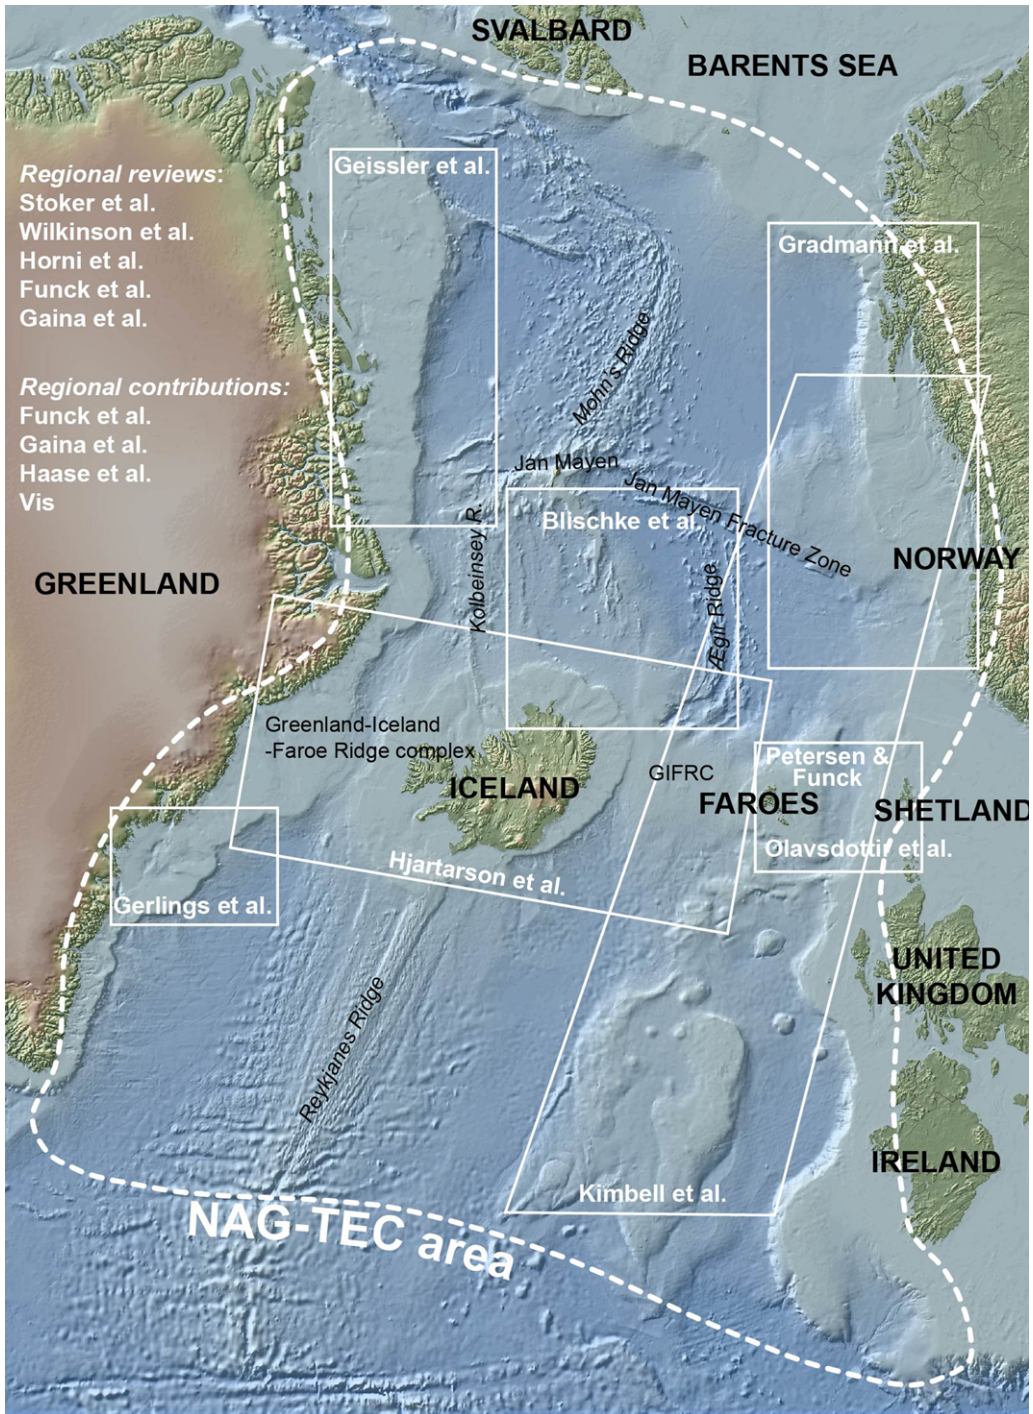 SVALBARD
BARENTS SEA
Geissler et al.
Regional reviews:
Stoker et al.
Wilkinson et al.
Horni et al.
Funck et al.
Gaina et al.
Gradmann et al.
Mohn's Ridge
Regional contributions:
Funck et al.
Gaina et al.
Haase et al.
Vis
Jan Mayen
Jan Mayen Fracture Zone
Blischke et al.
NORWAY
GREENLAND
Kolbeinsey R.
Ægir Ridge
Greenland-Iceland
-Faroe Ridge complex
ICELAND
GIFRC
Petersen &
Funck
FAROES
SHETLAND
Olavsdottir et al.
Hjartarson et al.
Gerlings et al.
UNITED
KINGDOM
Reykjanes Ridge
IRELAND
Kimbell et al.
NAG-TEC area